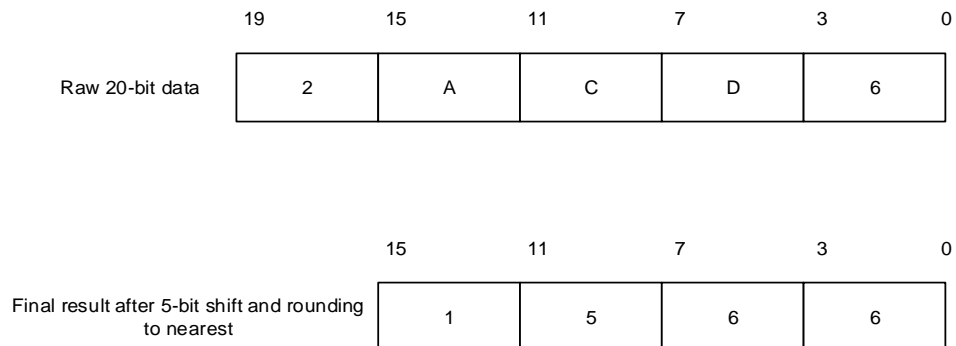 19 15 11 7 3 0
Raw 20-bit data 2 A C D 6
15 11 7 3 0
Final result after 5-bit shift and rounding
to nearest
1 5 6 6